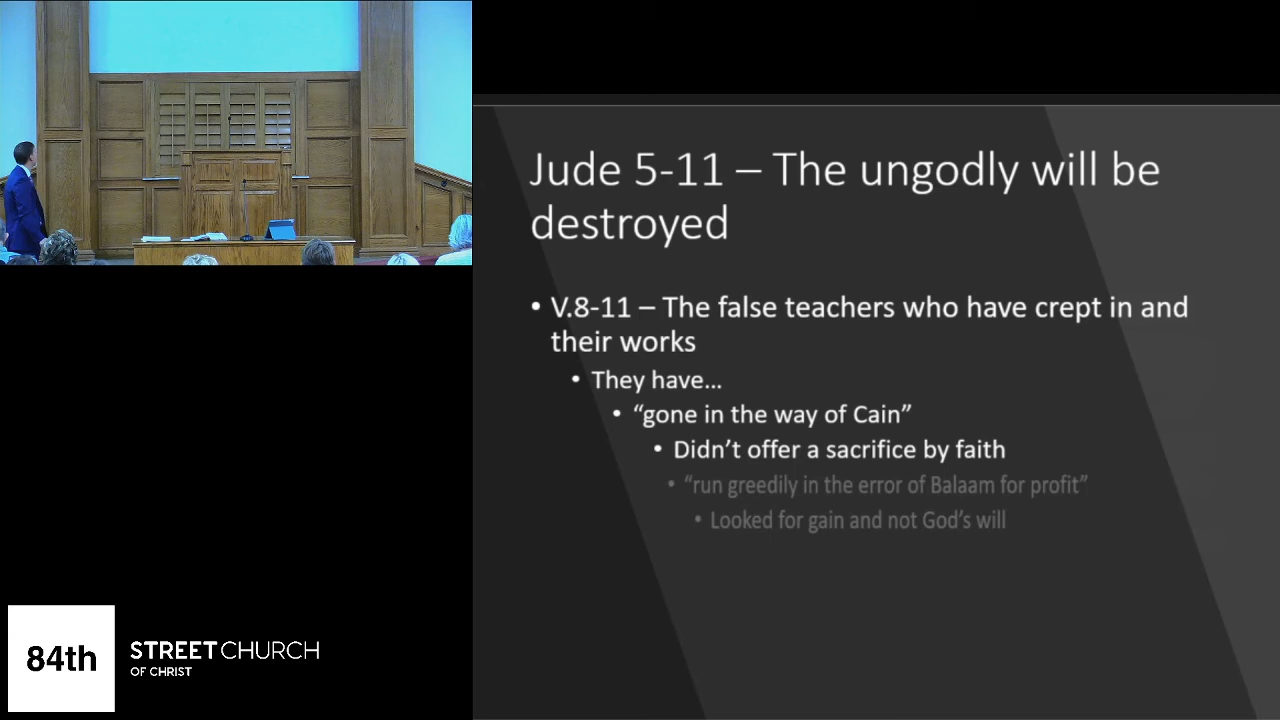 Jude 5-11 – The ungodly will be
destroyed
• V.8-11 – The false teachers who have crept in and
their works
• They have…
• “gone in the way of Cain”
• Didn’t offer a sacrifice by faith
• “run greedily in the error of Balaam for profit”
• Looked for gain and not God’s will
84th
STREET CHURCH
OF CHRIST